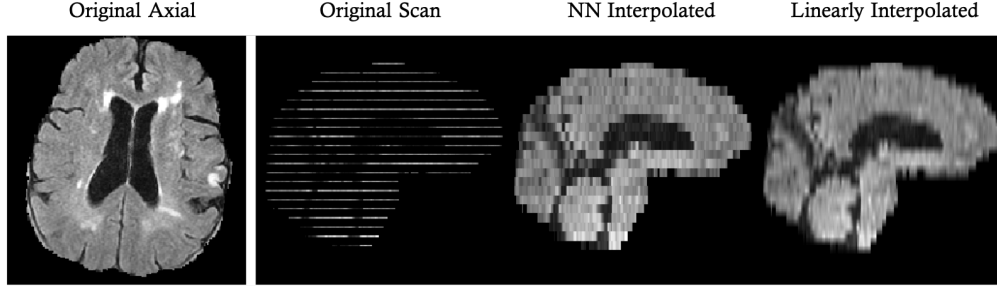 Original Axial
Original Scan
NN Interpolated
Linearly Interpolated